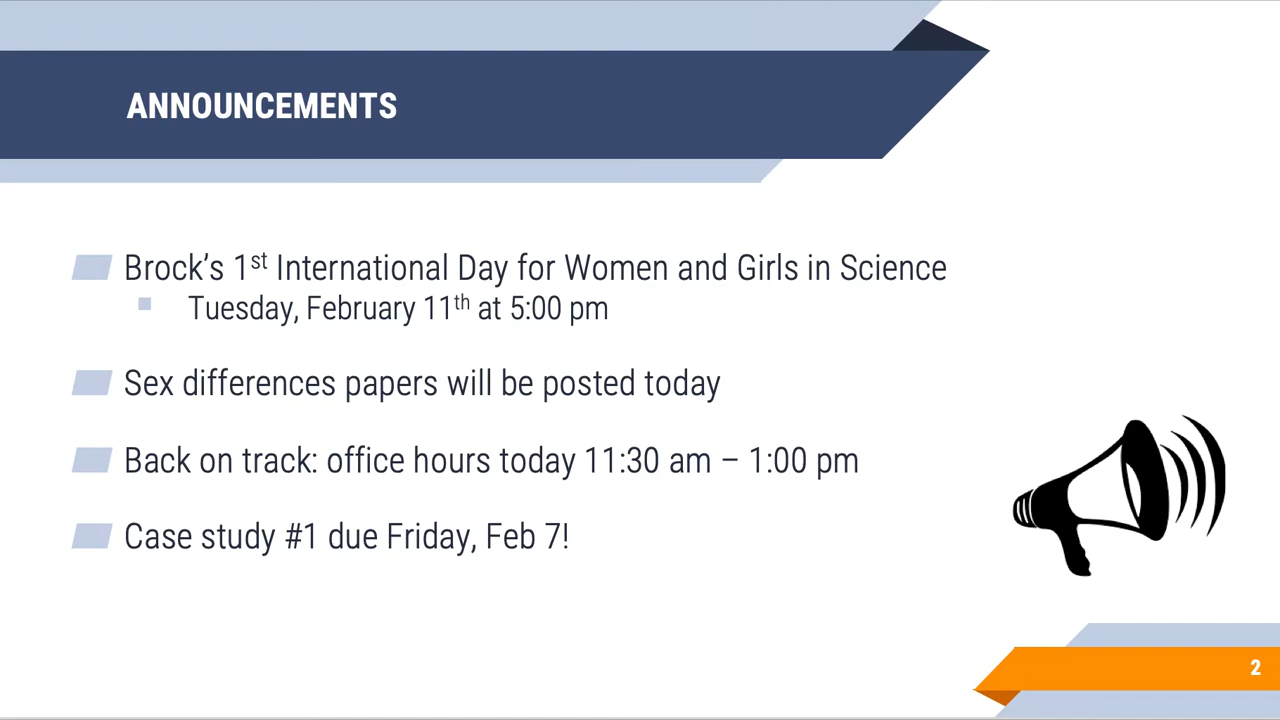 ANNOUNCEMENTS
Brock’s 1st International Day for Women and Girls in Science
Tuesday, February 11th at 5:00 pm
Sex differences papers will be posted today
Back on track: office hours today 11:30 am – 1:00 pm
Case study #1 due Friday, Feb 7!
2